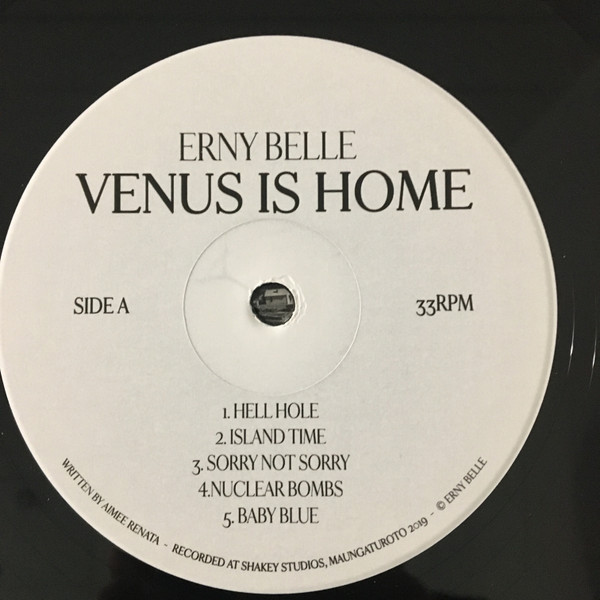 ERNY BELLE
VENUS IS HOME
SIDE A
33RPM
1. HELL HOLE
2. ISLAND TIME
3. SORRY NOT SORRY
4.NUCLEAR BOMBS
5. BABY BLUE
WRITTEN BY AIMEE RENATA - RECORDED AT SHAKEY STUDIOS, MAUNGATUROTO 2019 - © ERNY BELLE